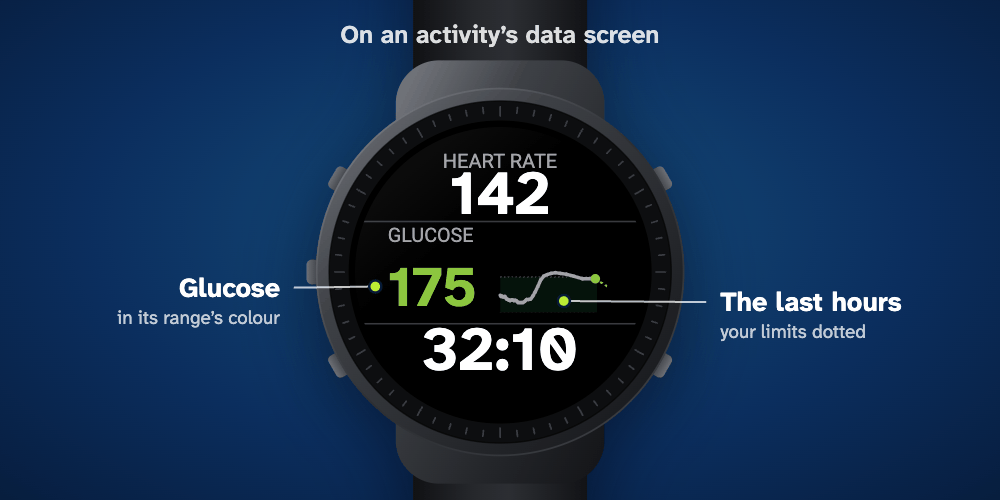 On an activity’s data screen
HEART RATE
142
GLUCOSE
175
Glucose
in its range’s colour
The last hours
your limits dotted
32:10